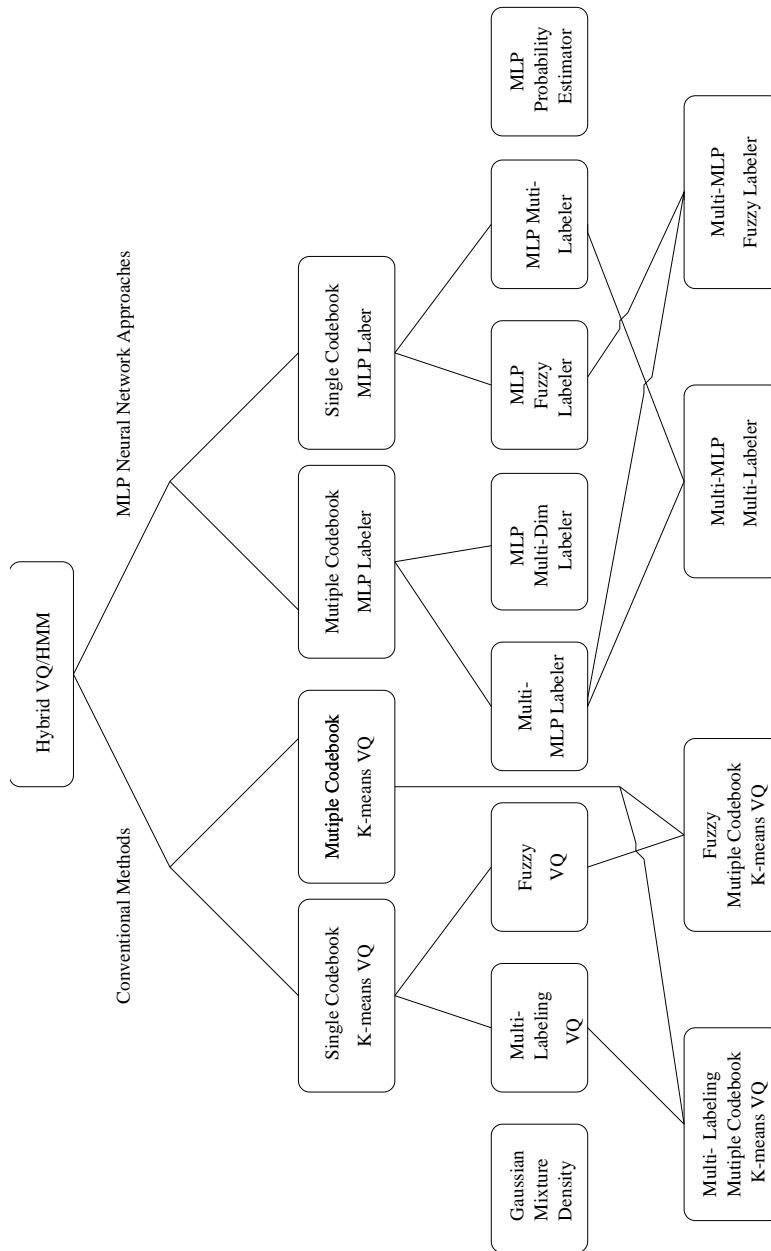 Hybrid VQ/HMM
Conventional Methods
MLP Neural Network Approaches
Single Codebook
K-means VQ
Mutiple Codebook
K-means VQ
Mutiple Codebook
MLP Labeler
Single Codebook
MLP Laber
Gaussian
Mixture
Density
Multi-
Labeling
VQ
Fuzzy
VQ
Multi-
MLP Labeler
MLP
Multi-Dim
Labeler
MLP
Fuzzy
Labeler
MLP Muti-
Labeler
MLP
Probability
Estimator
Multi- Labeling
Mutiple Codebook
K-means VQ
Fuzzy
Mutiple Codebook
K-means VQ
Multi-MLP
Multi-Labeler
Multi-MLP
Fuzzy Labeler